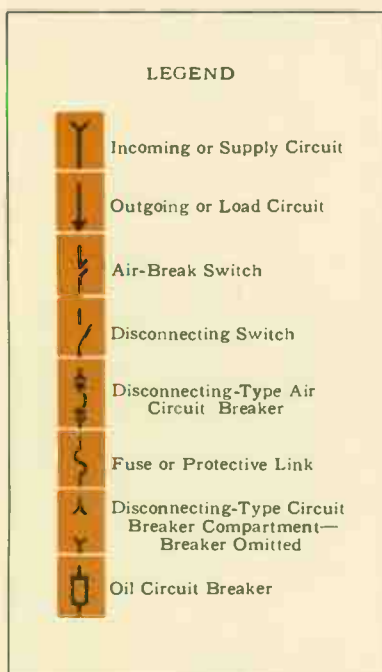 LEGEND
Incoming or Supply Circuit
Outgoing or Load Circuit
Air-Break Switch
Disconnecting Switch
Disconnecting-Type Air
Circuit Breaker
Fuse or Protective Link
Disconnecting-Type Circuit
Breaker Compartment—
Breaker Omitted
Oil Circuit Breaker